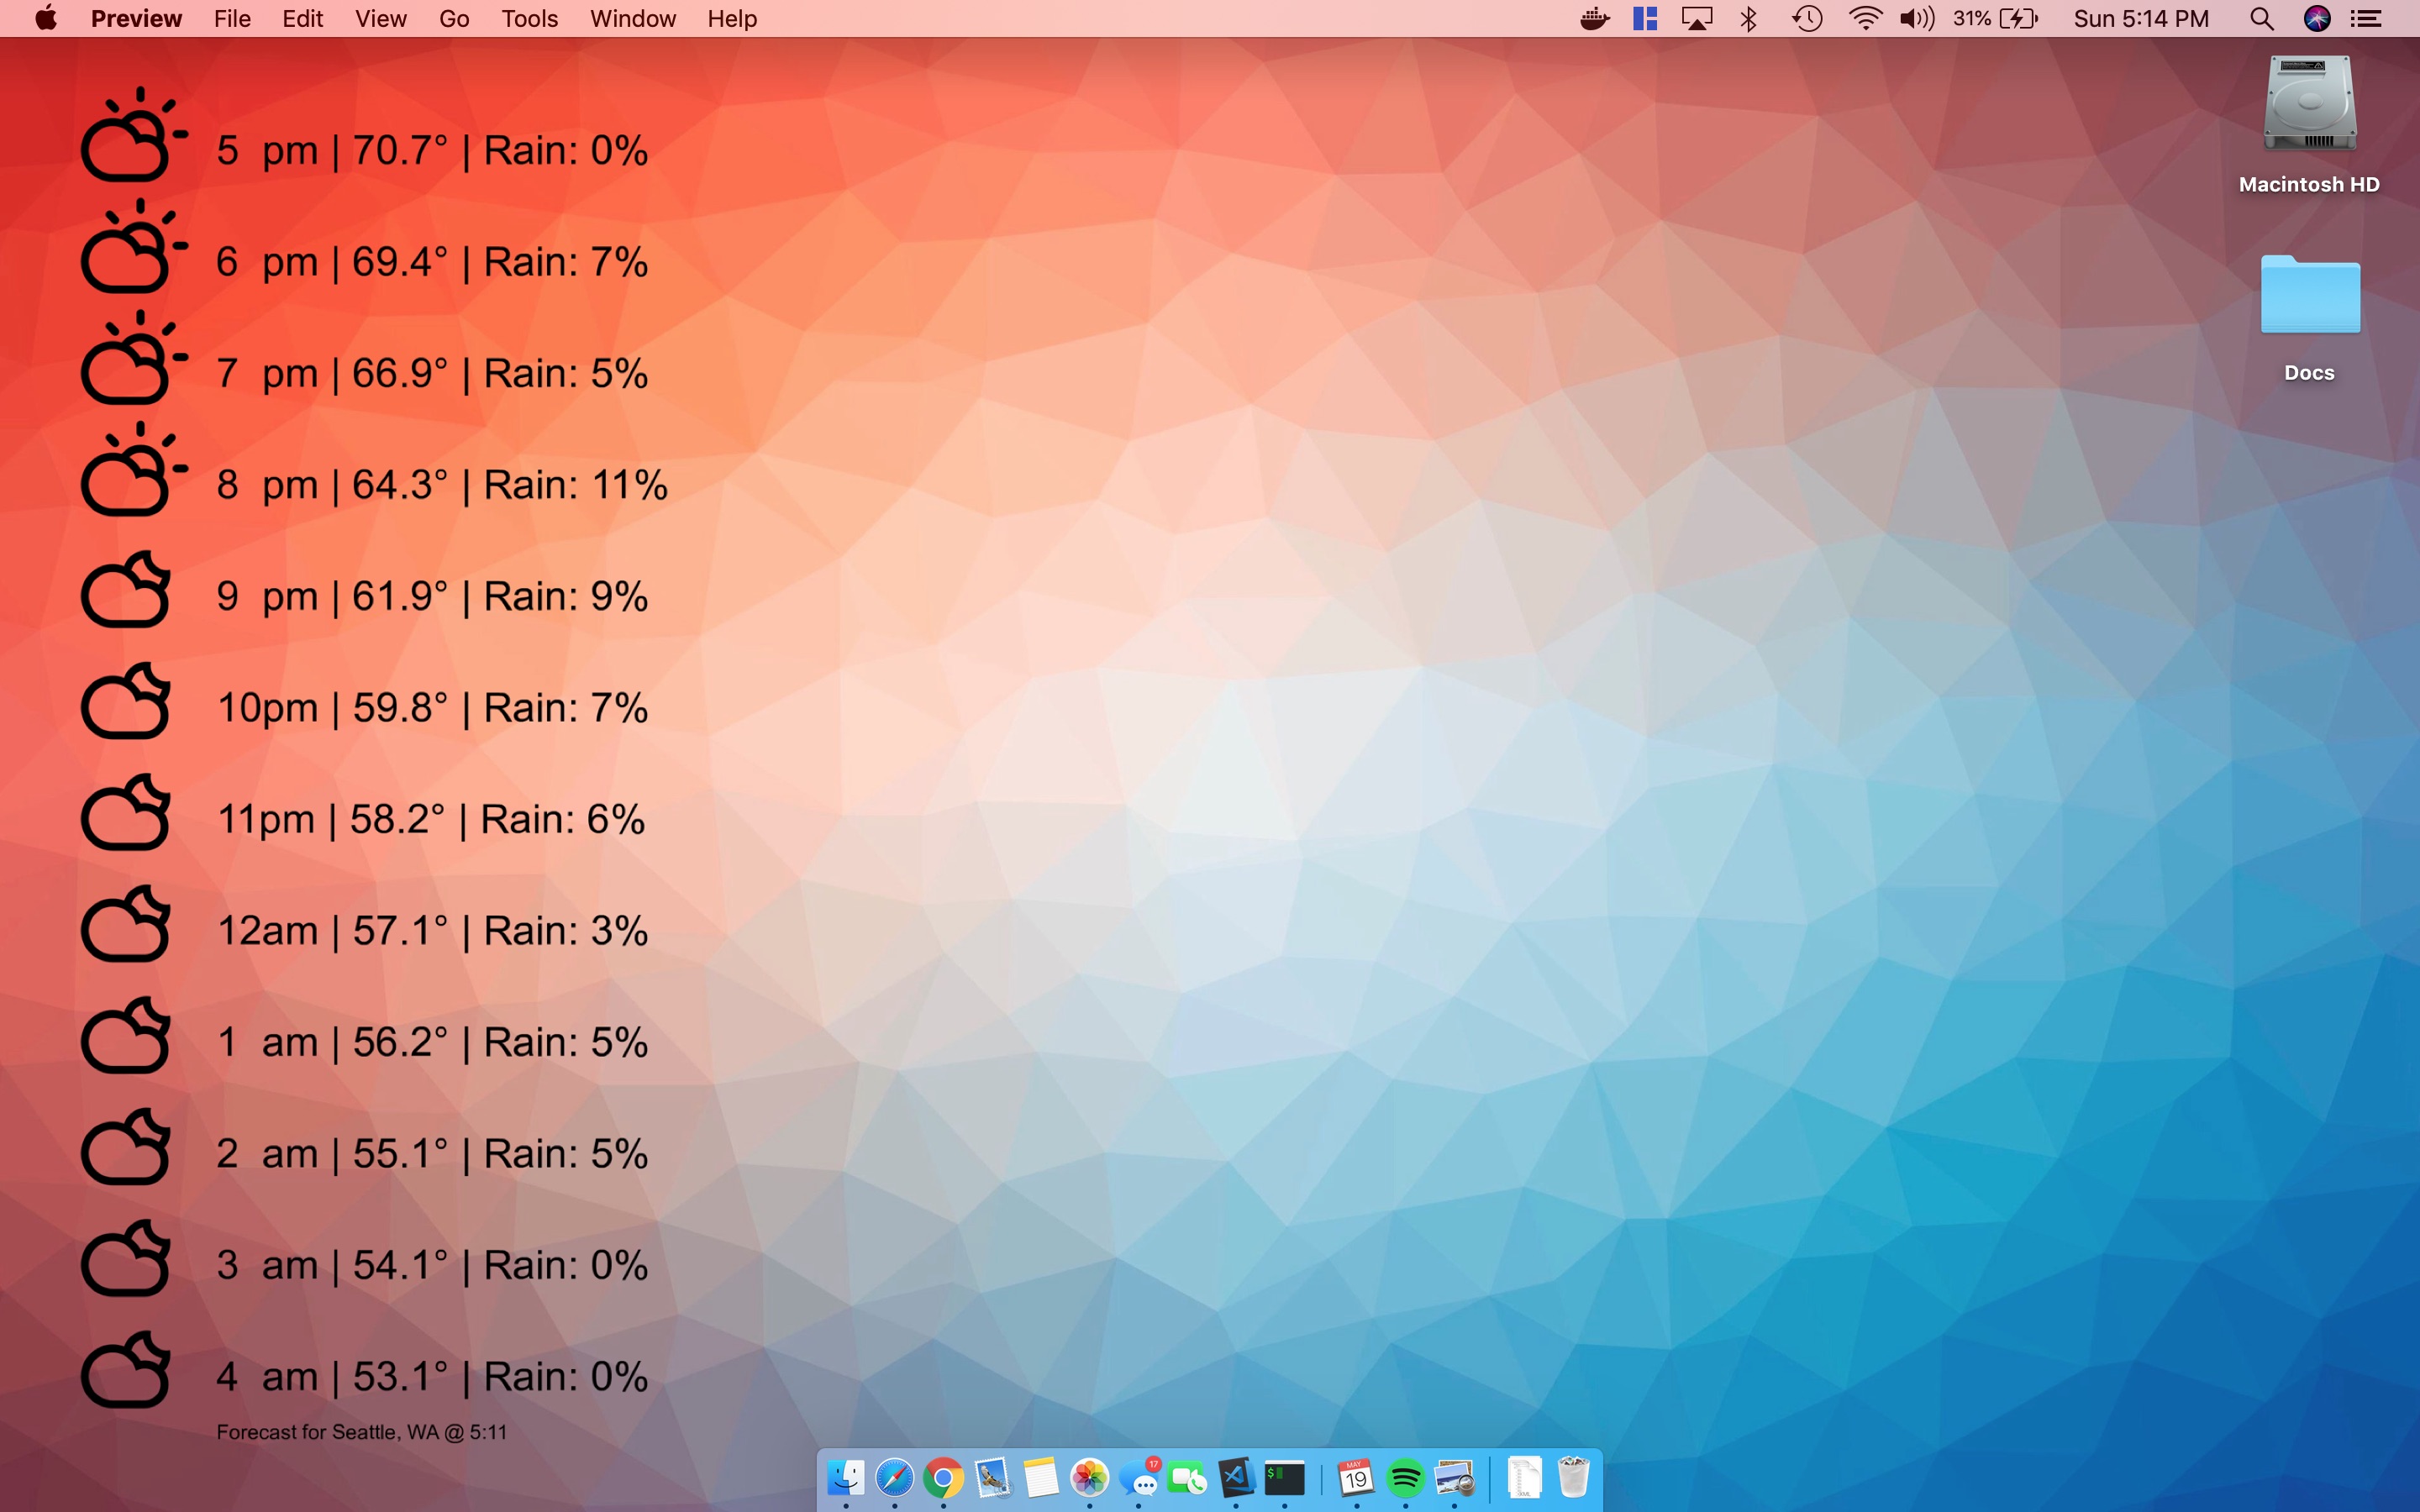 Preview File Edit View Go Tools Window Help 31% Sun 5:14 PM
Macintosh HD
Docs
5 pm | 70.7° | Rain: 0%
6 pm | 69.4° | Rain: 7%
7 pm | 66.9° | Rain: 5%
8 pm | 64.3° | Rain: 11%
9 pm | 61.9° | Rain: 9%
10pm | 59.8° | Rain: 7%
11pm | 58.2° | Rain: 6%
12am | 57.1° | Rain: 3%
1 am | 56.2° | Rain: 5%
2 am | 55.1° | Rain: 5%
3 am | 54.1° | Rain: 0%
4 am | 53.1° | Rain: 0%
Forecast for Seattle, WA @ 5:11
17
$
MAY
19